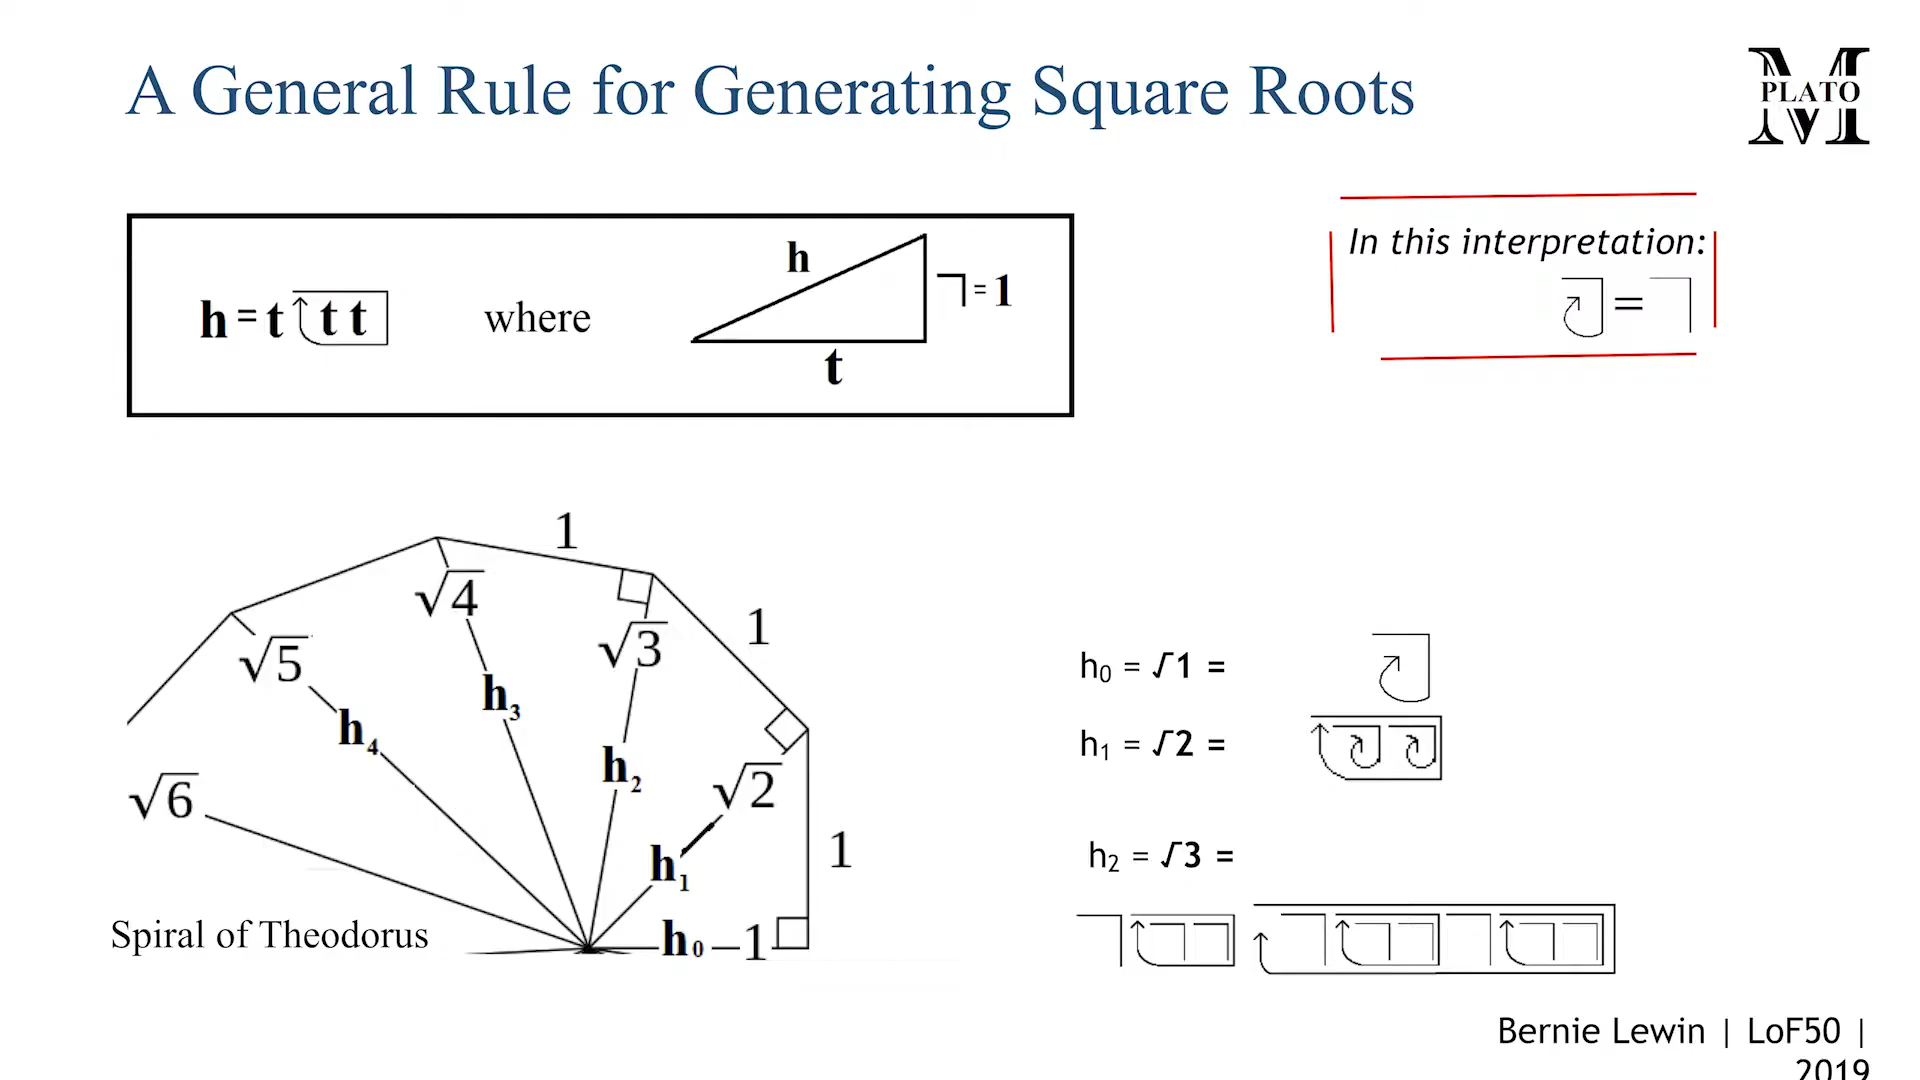 A General Rule for Generating Square Roots
M
PLATO
h = t t t where
h
= 1
t
In this interpretation:
=
1
√4
√3
1
√5
h₃
h₄
h₂
√2
√6
1
h₁
Spiral of Theodorus
h₀ 1
h₀ = √1 =
h₁ = √2 =
h₂ = √3 =
Bernie Lewin | LoF50 |
2019